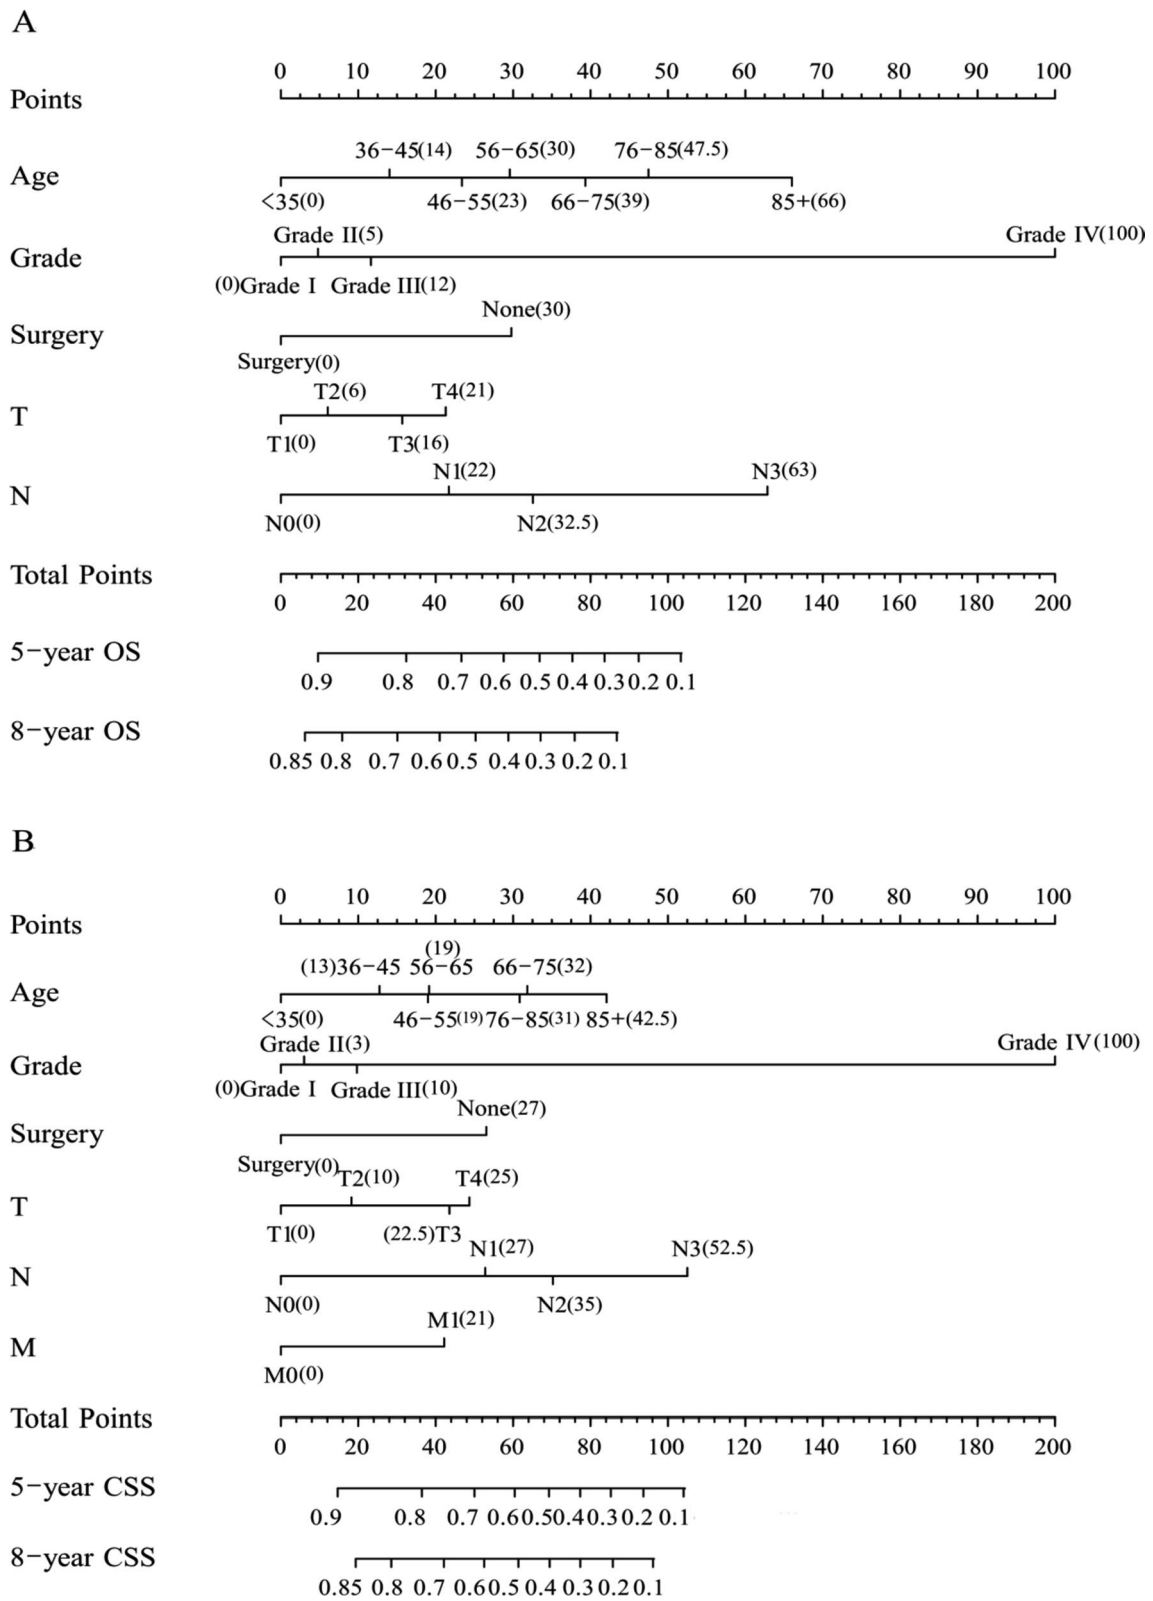 A
0 10 20 30 40 50 60 70 80 90 100
Points
36-45(14) 56-65(30) 76-85(47.5)
Age
<35(0) 46-55(23) 66-75(39) 85+(66)
Grade II(5) Grade IV(100)
Grade
(0)Grade I Grade III(12)
None(30)
Surgery
Surgery(0)
T2(6) T4(21)
T
T1(0) T3(16)
N1(22) N3(63)
N
N0(0) N2(32.5)
Total Points
0 20 40 60 80 100 120 140 160 180 200
5-year OS
0.9 0.8 0.7 0.6 0.5 0.4 0.3 0.2 0.1
8-year OS
0.85 0.8 0.7 0.6 0.5 0.4 0.3 0.2 0.1
B
0 10 20 30 40 50 60 70 80 90 100
Points
(19)
(13)36-45 56-65 66-75(32)
Age
<35(0) 46-55(19) 76-85(31) 85+(42.5)
Grade II(3) Grade IV(100)
Grade
(0)Grade I Grade III(10)
None(27)
Surgery
Surgery(0)
T2(10) T4(25)
T
T1(0) (22.5)T3
N1(27) N3(52.5)
N
N0(0) N2(35)
M1(21)
M
M0(0)
Total Points
0 20 40 60 80 100 120 140 160 180 200
5-year CSS
0.9 0.8 0.7 0.6 0.5 0.4 0.3 0.2 0.1
8-year CSS
0.85 0.8 0.7 0.6 0.5 0.4 0.3 0.2 0.1